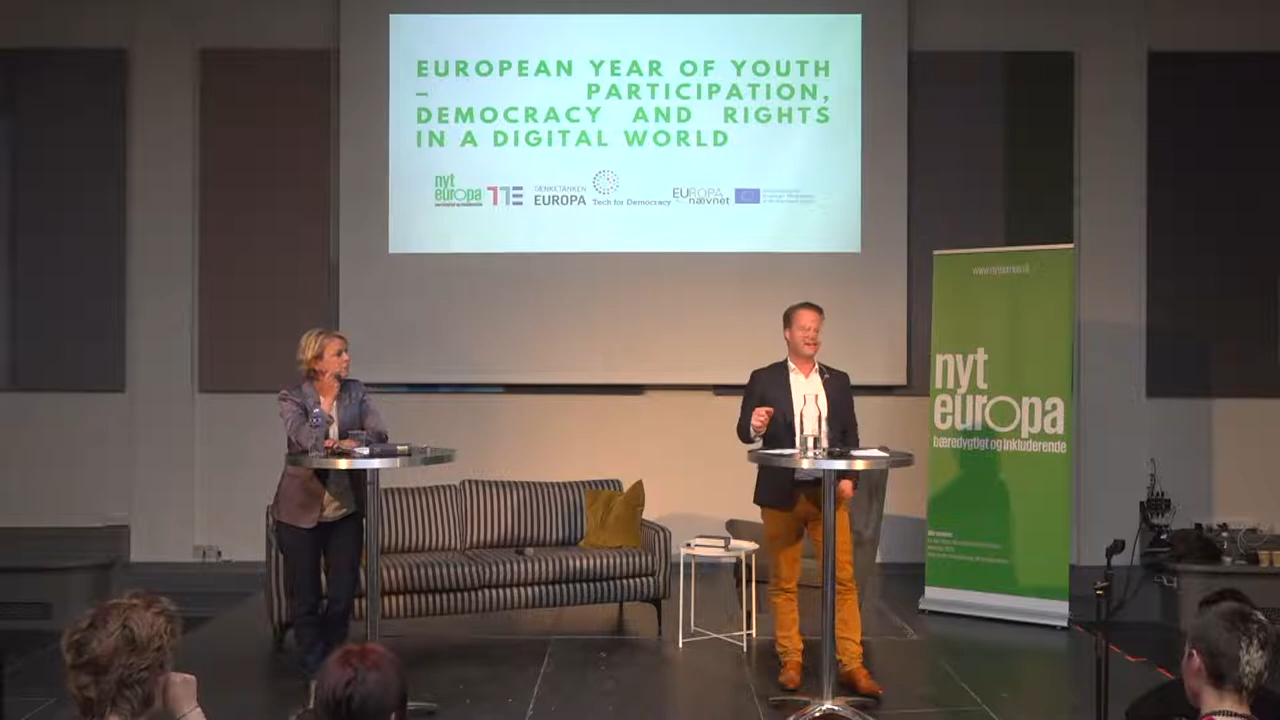 EUROPEAN YEAR OF YOUTH
– PARTICIPATION,
DEMOCRACY AND RIGHTS
IN A DIGITAL WORLD
nyt
europa
TÆNKETANKEN
EUROPA
Tech for Democracy
EUROPA
nævnet
nyt
europa
bæredygtigt og inkluderende